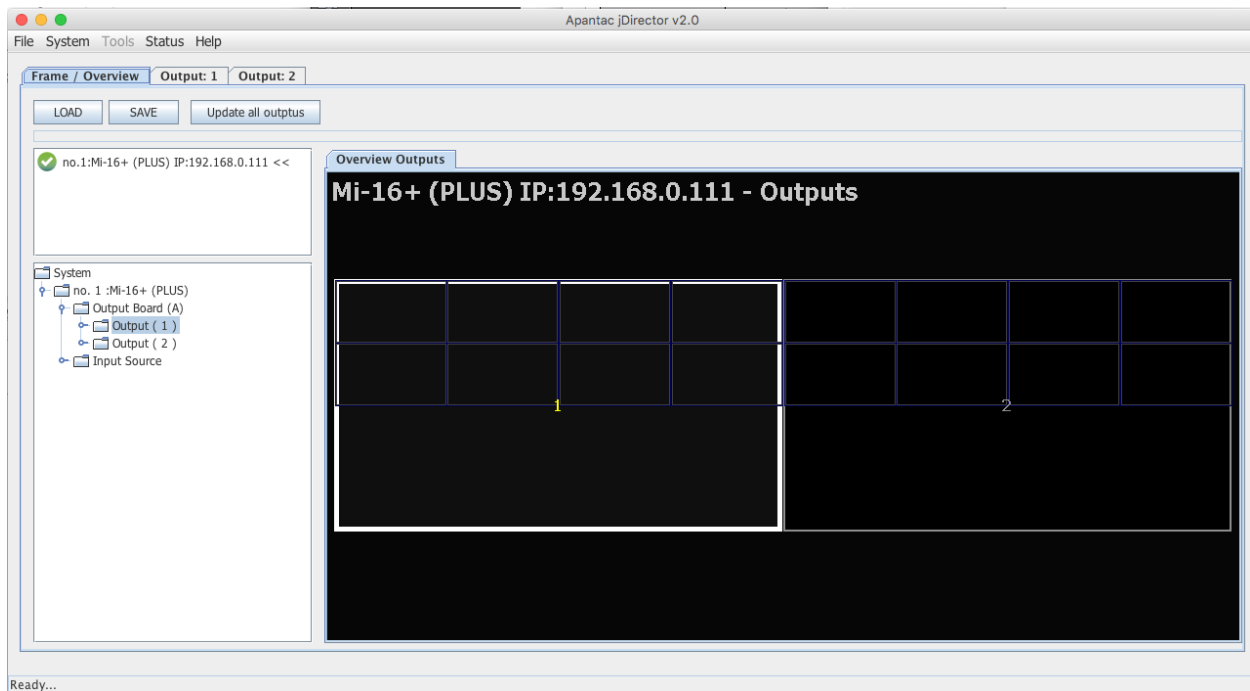 Apantac jDirector v2.0
File System Tools Status Help
Frame / Overview Output: 1 Output: 2
LOAD SAVE Update all outptus
no.1:Mi-16+ (PLUS) IP:192.168.0.111 <<
Overview Outputs
Mi-16+ (PLUS) IP:192.168.0.111 - Outputs
System
no. 1 :Mi-16+ (PLUS)
Output Board (A)
Output ( 1 )
Output ( 2 )
Input Source
1
2
Ready...